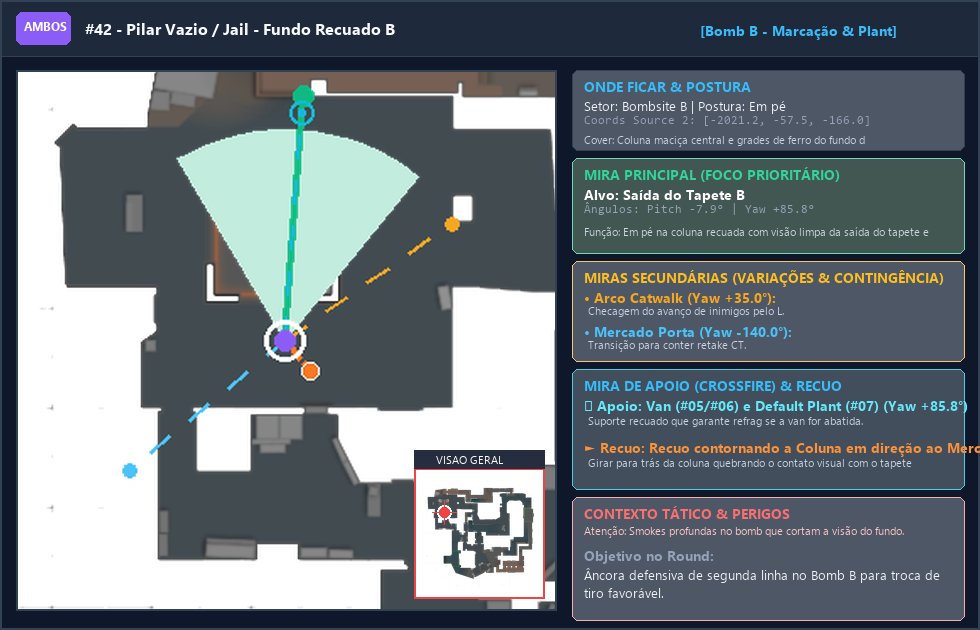 AMBOS
#42 - Pilar Vazio / Jail - Fundo Recuado B
[Bomb B - Marcação & Plant]
VISAO GERAL
ONDE FICAR & POSTURA
Setor: Bombsite B | Postura: Em pé
Coords Source 2: [-2021.2, -57.5, -166.0]
Cover: Coluna maciça central e grades de ferro do fundo d
MIRA PRINCIPAL (FOCO PRIORITÁRIO)
Alvo: Saída do Tapete B
Ângulos: Pitch -7.9° | Yaw +85.8°
Função: Em pé na coluna recuada com visão limpa da saída do tapete e
MIRAS SECUNDÁRIAS (VARIAÇÕES & CONTINGÊNCIA)
• Arco Catwalk (Yaw +35.0°):
Checagem do avanço de inimigos pelo L.
• Mercado Porta (Yaw -140.0°):
Transição para conter retake CT.
MIRA DE APOIO (CROSSFIRE) & RECUO
Apoio: Van (#05/#06) e Default Plant (#07) (Yaw +85.8°)
Suporte recuado que garante refrag se a van for abatida.
► Recuo: Recuo contornando a Coluna em direção ao Merc
Girar para trás da coluna quebrando o contato visual com o tapete
CONTEXTO TÁTICO & PERIGOS
Atenção: Smokes profundas no bomb que cortam a visão do fundo.
Objetivo no Round:
Âncora defensiva de segunda linha no Bomb B para troca de
tiro favorável.